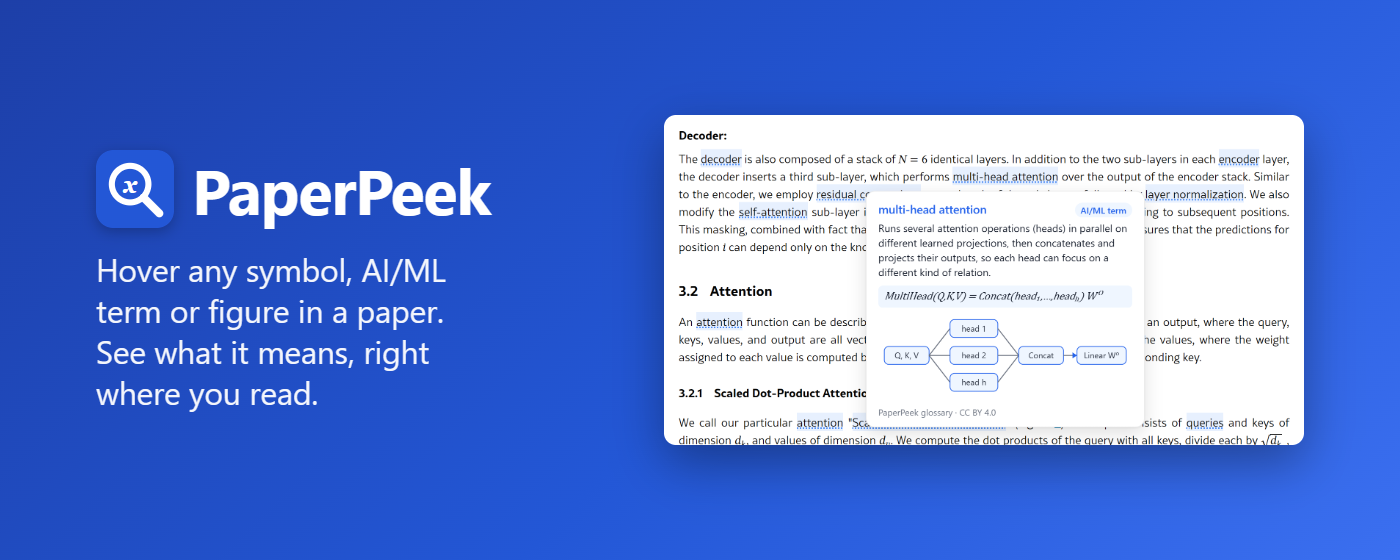 x
PaperPeek
Hover any symbol, AI/ML
term or figure in a paper.
See what it means, right
where you read.
Decoder:
The decoder is also composed of a stack of N = 6 identical layers. In addition to the two sub-layers in each encoder layer,
the decoder inserts a third sub-layer, which performs multi-head attention over the output of the encoder stack. Similar
to the encoder, we employ residual layer normalization. We also
modify the self-attention sub-layer ing to subsequent positions.
This masking, combined with fact tha sures that the predictions for
position i can depend only on the kno
3.2 Attention
An attention function can be describ an output, where the query,
keys, values, and output are all vect he values, where the weight
assigned to each value is computed b onding key.
3.2.1 Scaled Dot-Product Attentio
We call our particular attention "Sca sists of queries and keys of
dimension dk, and values of dimension dv. We compute the dot products of the query with all keys, divide each by √dk ,
multi-head attention
AI/ML term
Runs several attention operations (heads) in parallel on
different learned projections, then concatenates and
projects their outputs, so each head can focus on a
different kind of relation.
MultiHead(Q,K,V) = Concat(head₁,…,headₕ) Wᴼ
head 1
Q, K, V
head 2
Concat
Linear Wᴼ
head h
PaperPeek glossary · CC BY 4.0